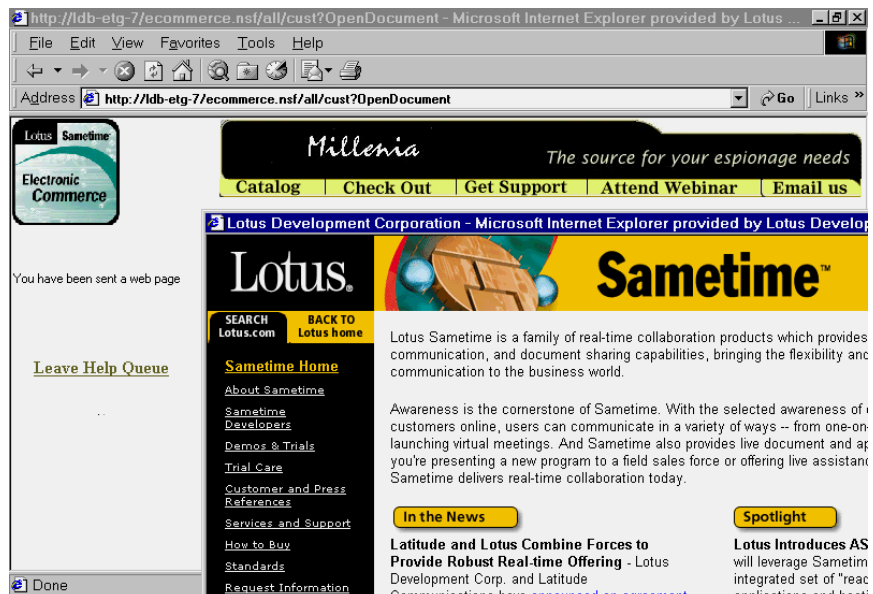 http://ldb-etg-7/ecommerce.nsf/all/cust?OpenDocument - Microsoft Internet Explorer provided by Lotus ...
File Edit View Favorites Tools Help
Address http://ldb-etg-7/ecommerce.nsf/all/cust?OpenDocument Go Links »
Lotus Sametime
Electronic
Commerce
You have been sent a web page
Leave Help Queue
Millenia
The source for your espionage needs
Catalog Check Out Get Support Attend Webinar Email us
Lotus Development Corporation - Microsoft Internet Explorer provided by Lotus Develop
Lotus.
Sametime™
SEARCH
Lotus.com
BACK TO
Lotus home
Sametime Home
About Sametime
Sametime
Developers
Demos & Trials
Trial Care
Customer and Press
References
Services and Support
How to Buy
Standards
Request Information
Lotus Sametime is a family of real-time collaboration products which provides
communication, and document sharing capabilities, bringing the flexibility and
communication to the business world.
Awareness is the cornerstone of Sametime. With the selected awareness of
customers online, users can communicate in a variety of ways -- from one-on-
launching virtual meetings. And Sametime also provides live document and
you're presenting a new program to a field sales force or offering live
Sametime delivers real-time collaboration today.
In the News
Latitude and Lotus Combine Forces to
Provide Robust Real-time Offering - Lotus
Development Corp. and Latitude
Communications have announced an agreement
Spotlight
Lotus Introduces AS
will leverage Sametim
integrated set of "reac
applications and
Done